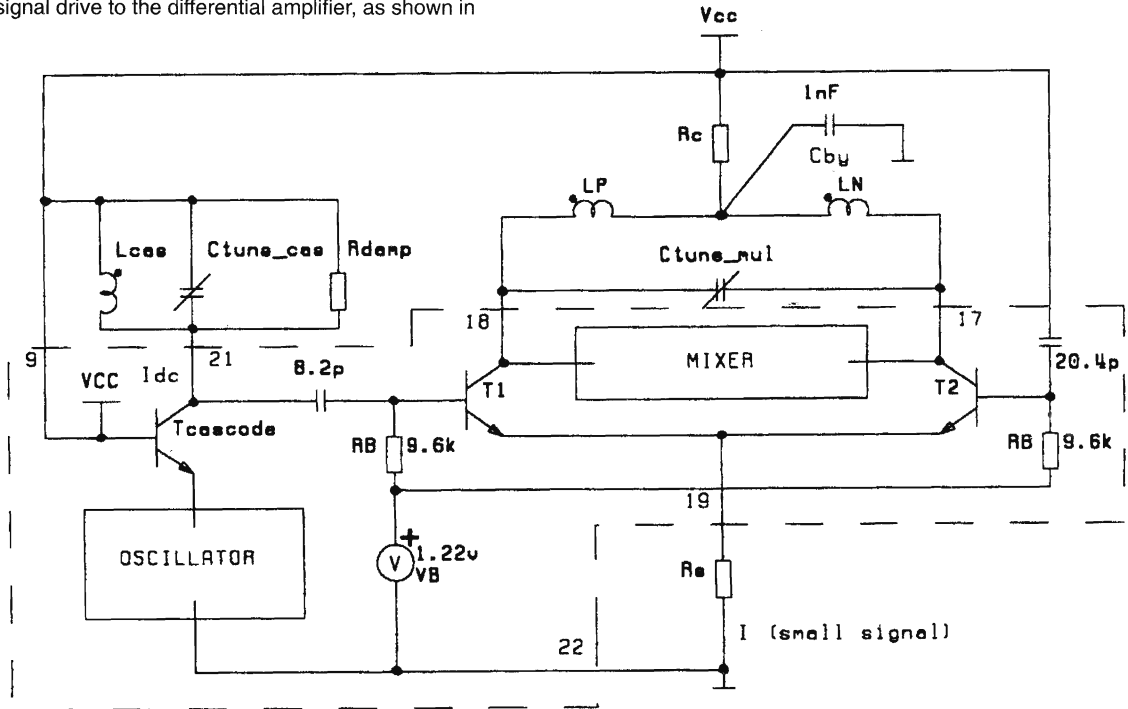 signal drive to the differential amplifier, as shown in
Vcc
1nF
Rc
Cby
LP
LN
Lcas
Ctune_cas
Rdamp
Ctune_mul
18
17
9
21
8.2p
MIXER
20.4p
VCC
Idc
T1
T2
Tcascode
RB
9.6k
RB
9.6k
19
OSCILLATOR
+
V
1.22v
VB
Re
I (small signal)
22